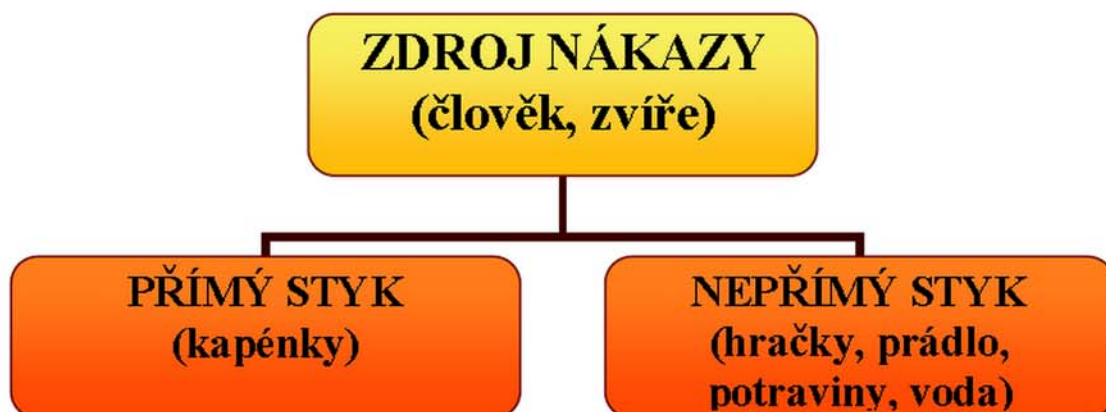 ZDROJ NÁKAZY
(člověk, zvíře)
PŘÍMÝ STYK
(kapénky)
NEPŘÍMÝ STYK
(hračky, prádlo,
potraviny, voda)